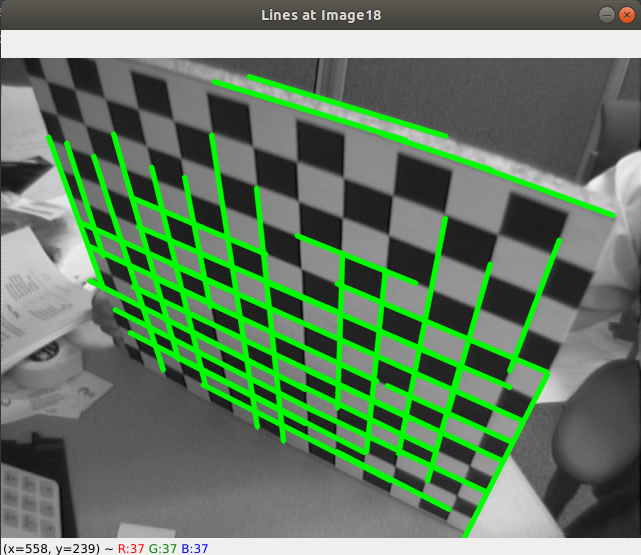 Lines at Image18
(x=558, y=239) ~ R:37 G:37 B:37